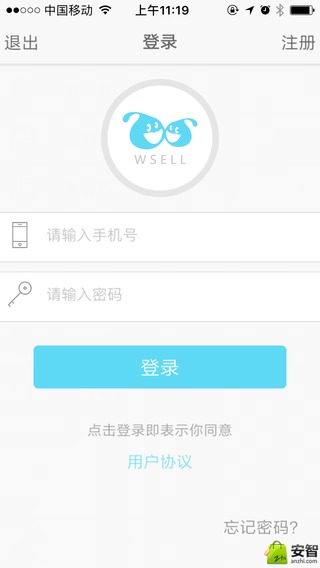 中国移动 上午11:19
退出 登录 注册
WSELL
请输入手机号
请输入密码
登录
点击登录即表示你同意
用户协议
忘记密码?
安智
anzhi.com